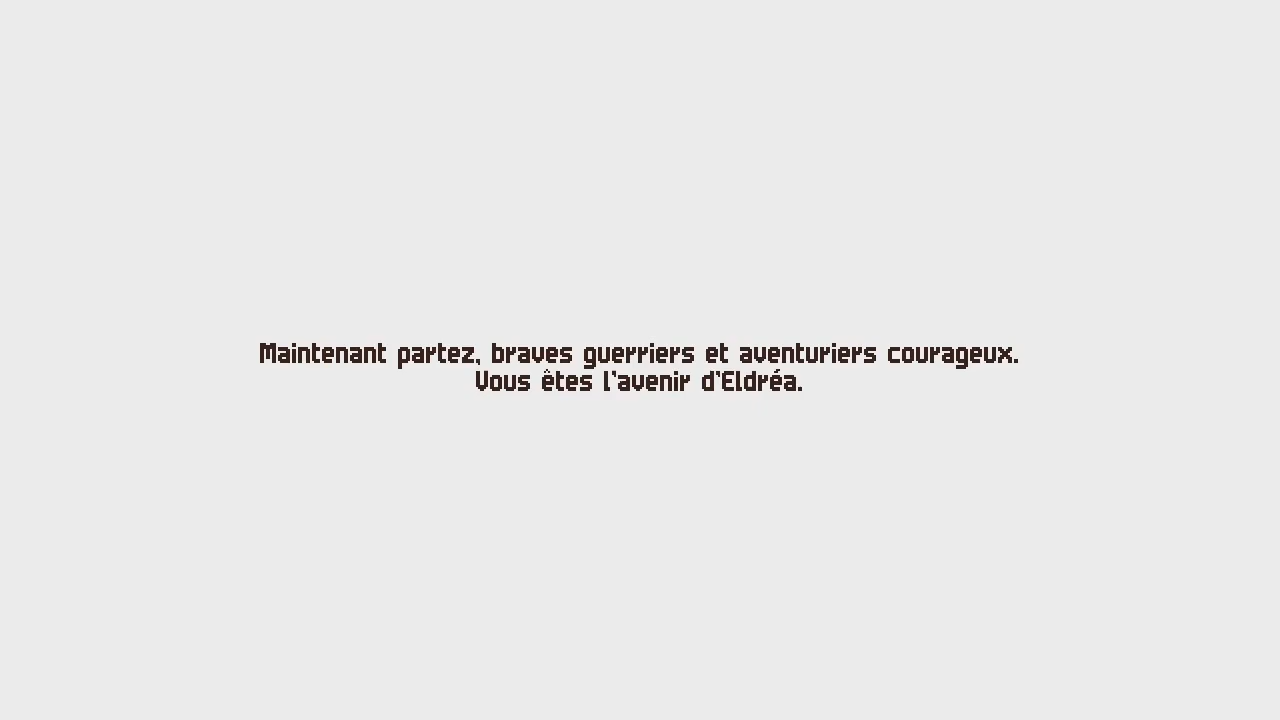 Maintenant partez, braves guerriers et aventuriers courageux.
Vous êtes l'avenir d'Eldréa.